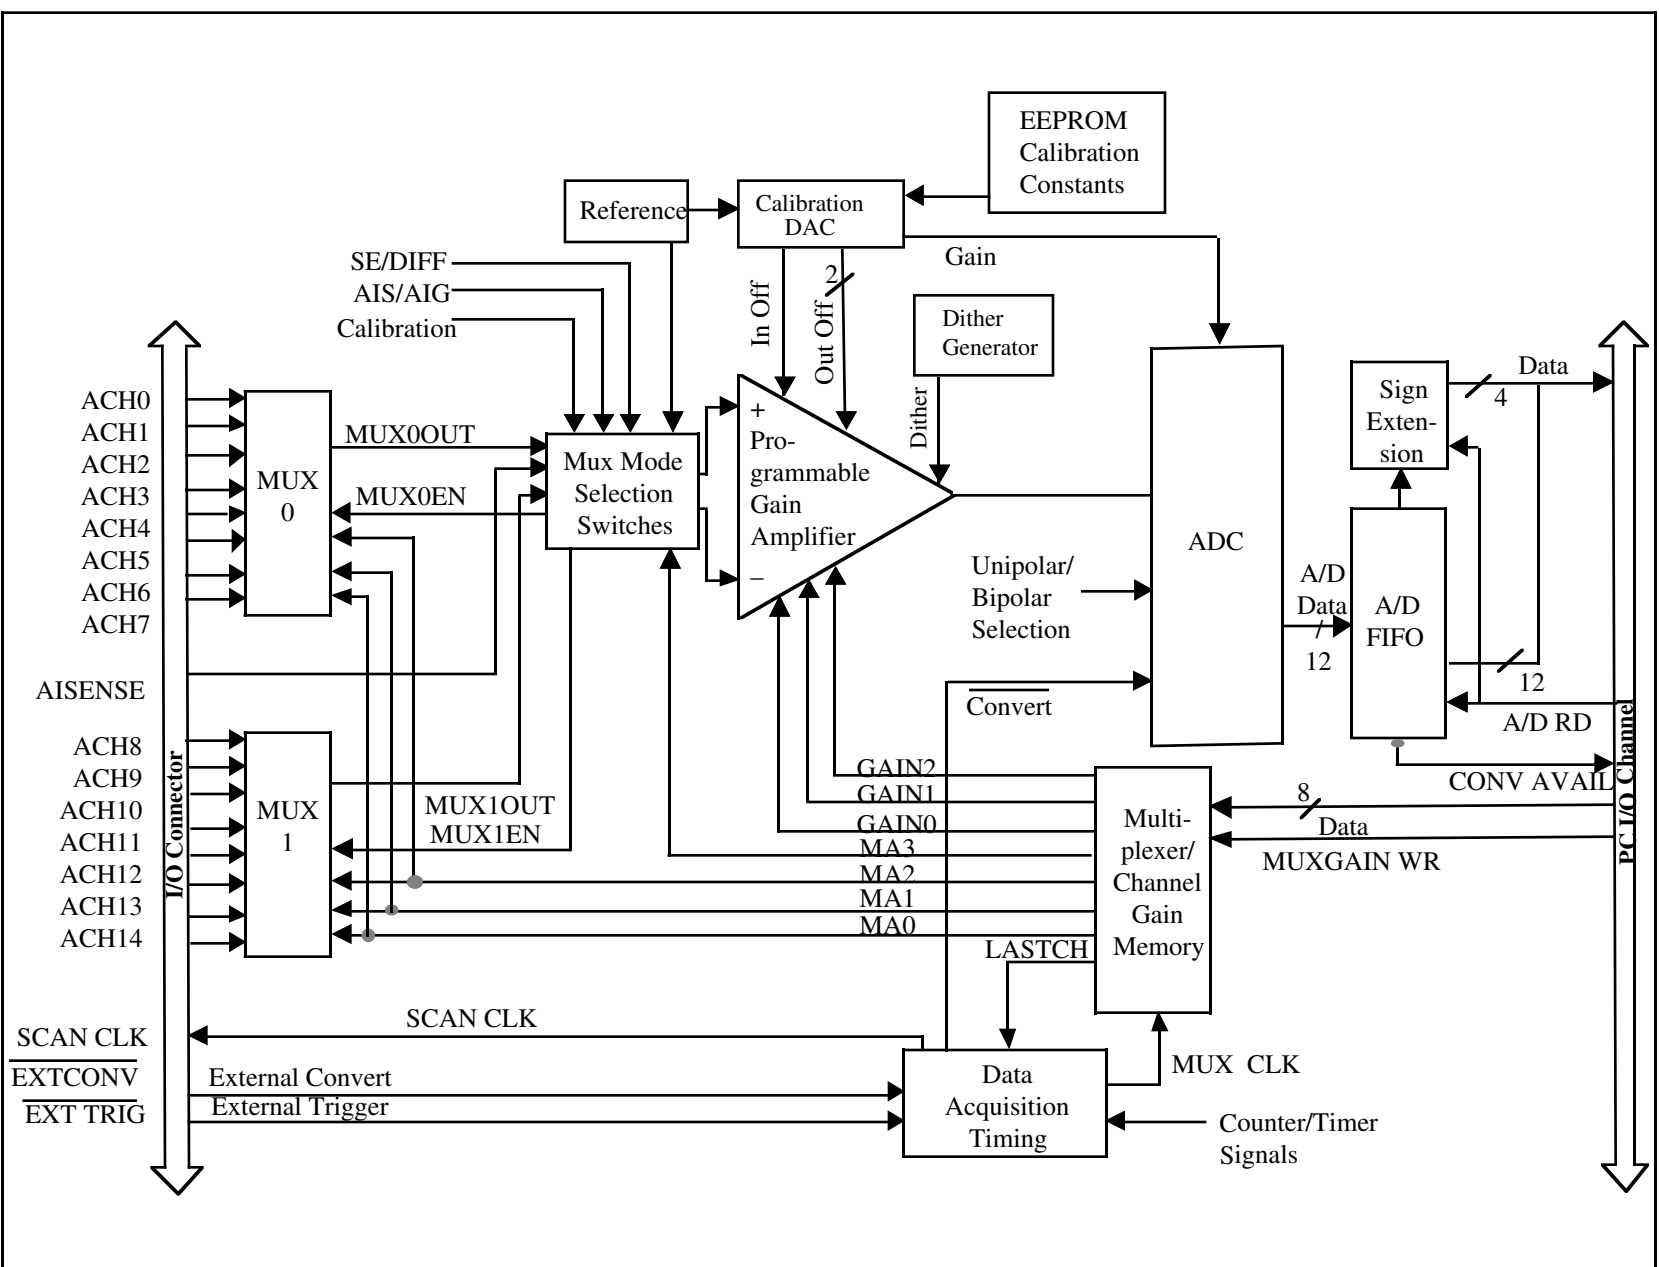 EEPROM
Calibration
Constants
Reference
Calibration
DAC
Gain
SE/DIFF
AIS/AIG
Calibration
In Off
2
Out Off
Dither
Generator
Dither
ACH0
ACH1
ACH2
ACH3
ACH4
ACH5
ACH6
ACH7
MUX
0
MUX0OUT
MUX0EN
Mux Mode
Selection
Switches
+
Pro-
grammable
Gain
Amplifier
–
ADC
Unipolar/
Bipolar
Selection
Convert
Sign
Exten-
sion
Data
4
A/D
Data
/
12
A/D
FIFO
12
A/D RD
CONV AVAIL
PC I/O Channel
AISENSE
I/O Connector
ACH8
ACH9
ACH10
ACH11
ACH12
ACH13
ACH14
MUX
1
MUX1OUT
MUX1EN
GAIN2
GAIN1
GAIN0
MA3
MA2
MA1
MA0
LASTCH
Multi-
plexer/
Channel
Gain
Memory
8
Data
MUXGAIN WR
SCAN CLK
SCAN CLK
EXTCONV
External Convert
EXT TRIG
External Trigger
Data
Acquisition
Timing
MUX CLK
Counter/Timer
Signals